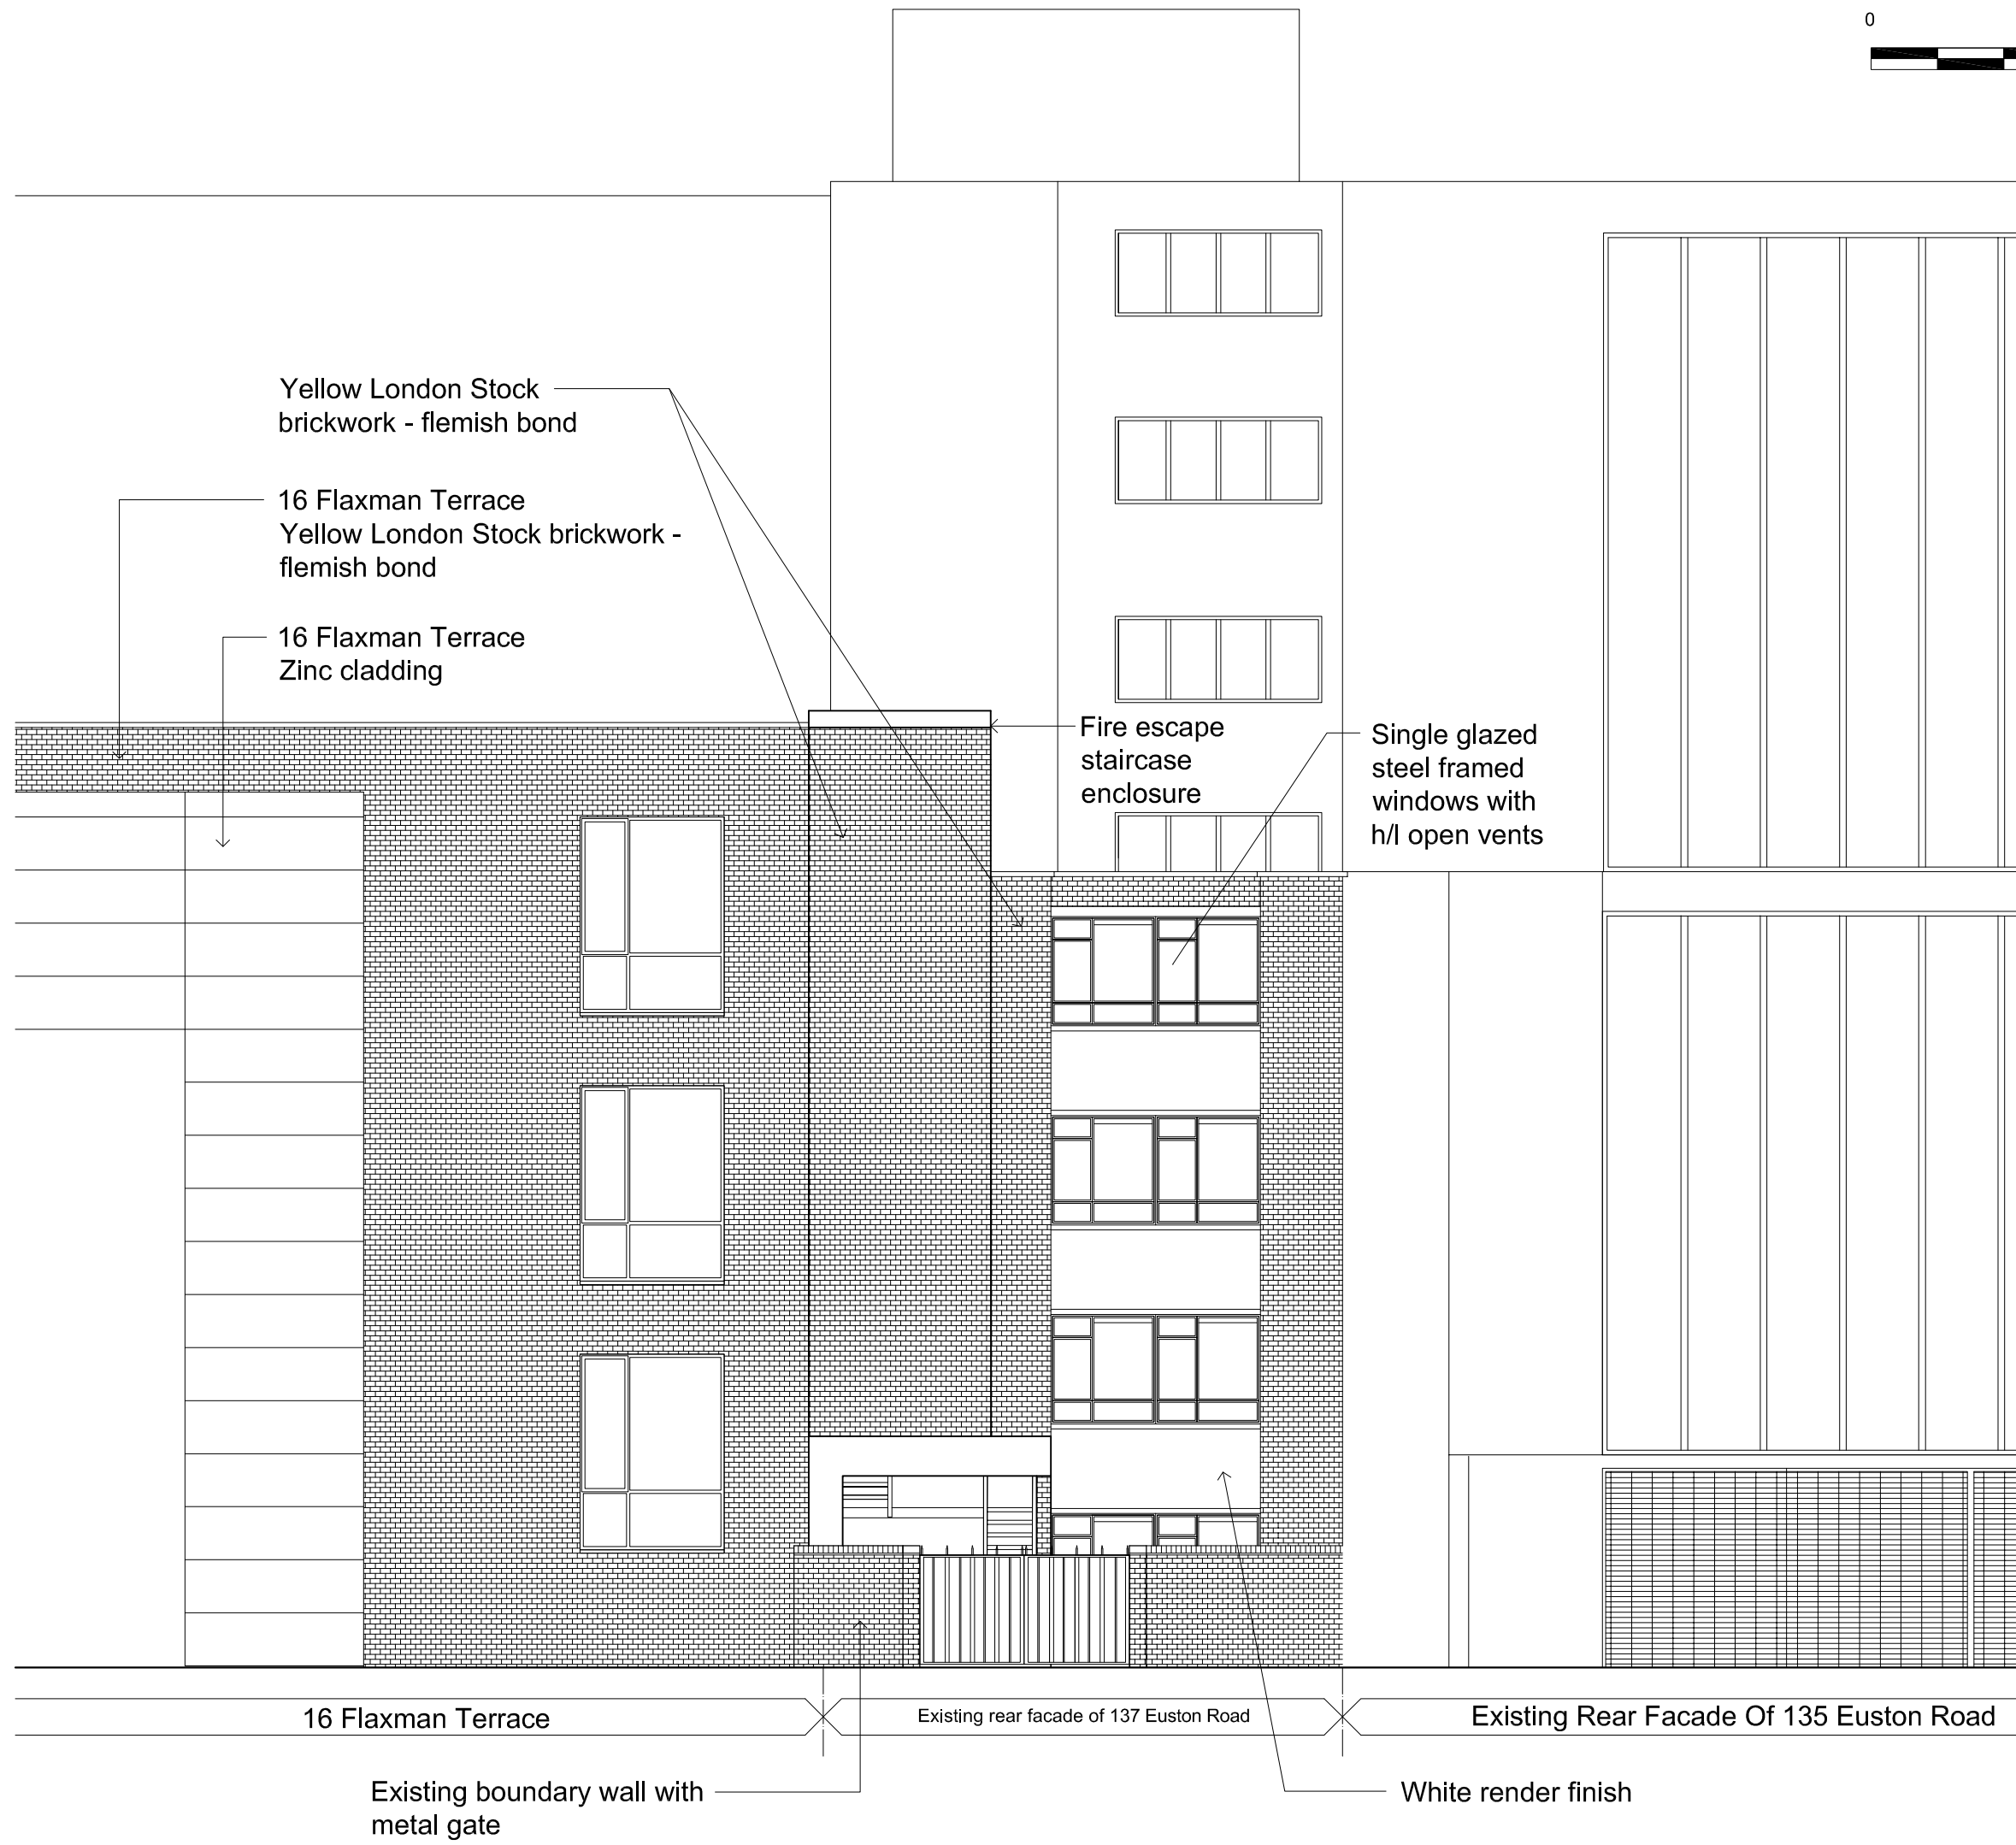 0
Yellow London Stock
brickwork - flemish bond
16 Flaxman Terrace
Yellow London Stock brickwork -
flemish bond
16 Flaxman Terrace
Zinc cladding
Fire escape
staircase
enclosure
Single glazed
steel framed
windows with
h/l open vents
16 Flaxman Terrace
Existing rear facade of 137 Euston Road
Existing Rear Facade Of 135 Euston Road
Existing boundary wall with
metal gate
White render finish